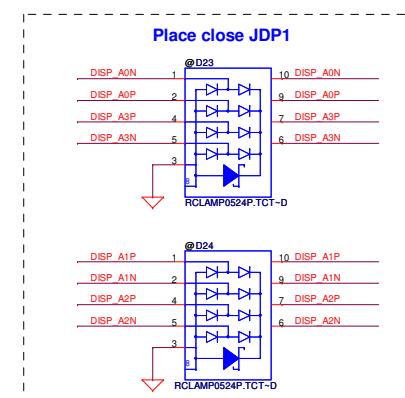 Place close JDP1
@D23
DISP_A0N 1 10 DISP_A0N
DISP_A0P 2 9 DISP_A0P
DISP_A3P 4 7 DISP_A3P
DISP_A3N 5 6 DISP_A3N
3
8
RCLAMP0524P.TCT~D
@D24
DISP_A1P 1 10 DISP_A1P
DISP_A1N 2 9 DISP_A1N
DISP_A2P 4 7 DISP_A2P
DISP_A2N 5 6 DISP_A2N
3
8
RCLAMP0524P.TCT~D